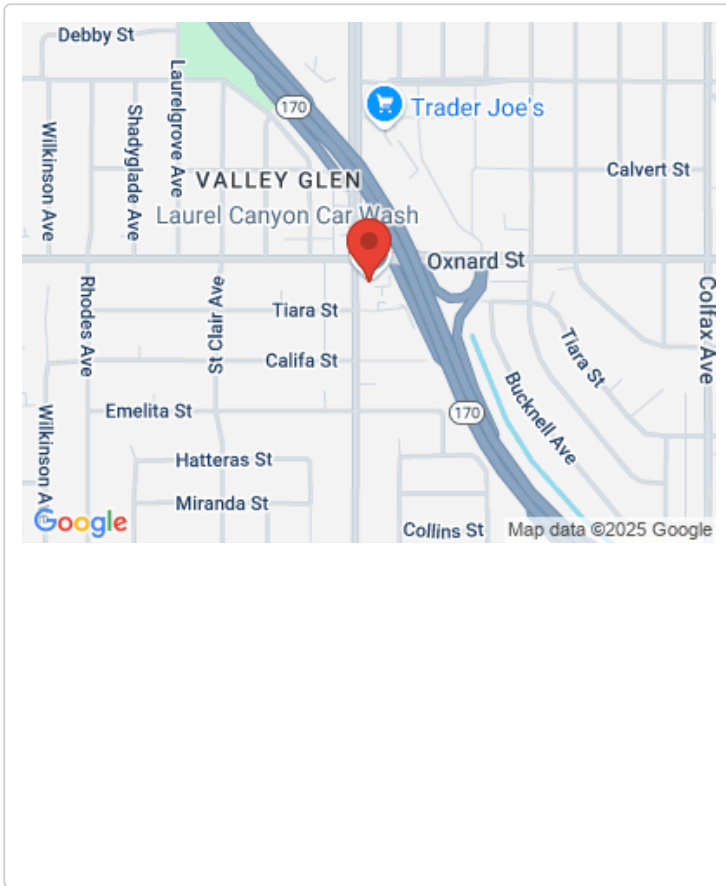 Debby St
Laurelgrove Ave
170
Trader Joe's
Wilkinson Ave
Shadyglade Ave
Calvert St
VALLEY GLEN
Laurel Canyon Car Wash
Oxnard St
Rhodes Ave
St Clair Ave
Colfax Ave
Tiara St
Tiara St
Califa St
Bucknell Ave
Wilkinson Ave
Emelita St
170
Hatteras St
Miranda St
Google
Collins St
Map data ©2025 Google